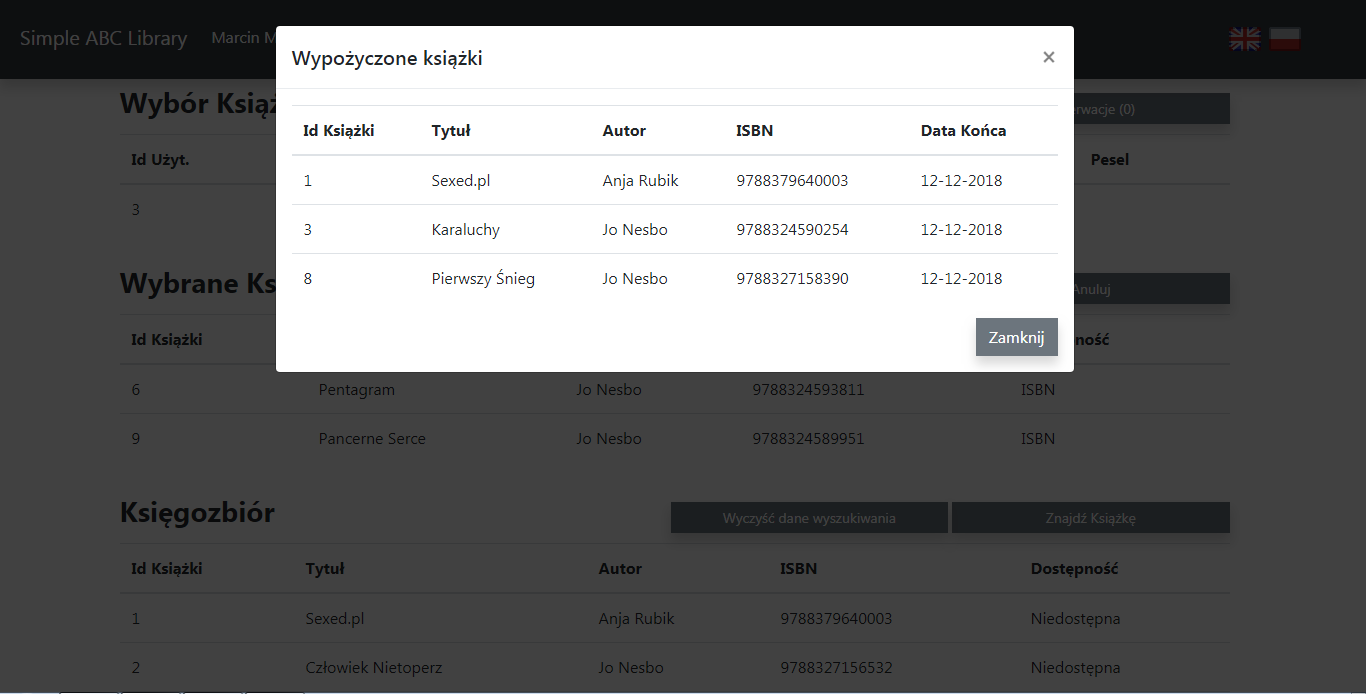 Simple ABC Library Marcin M
Wypożyczone książki ×
Wybór Książ
rwacje (0)
Id Książki Tytuł Autor ISBN Data Końca
Id Użyt. Pesel
1 Sexed.pl Anja Rubik 9788379640003 12-12-2018
3
3 Karaluchy Jo Nesbo 9788324590254 12-12-2018
8 Pierwszy Śnieg Jo Nesbo 9788327158390 12-12-2018
Zamknij
Wybrane Ks
Anuluj
Id Książki ność
6 Pentagram Jo Nesbo 9788324593811 ISBN
9 Pancerne Serce Jo Nesbo 9788324589951 ISBN
Księgozbiór Wyczyść dane wyszukiwania Znajdź Książkę
Id Książki Tytuł Autor ISBN Dostępność
1 Sexed.pl Anja Rubik 9788379640003 Niedostępna
2 Człowiek Nietoperz Jo Nesbo 9788327156532 Niedostępna